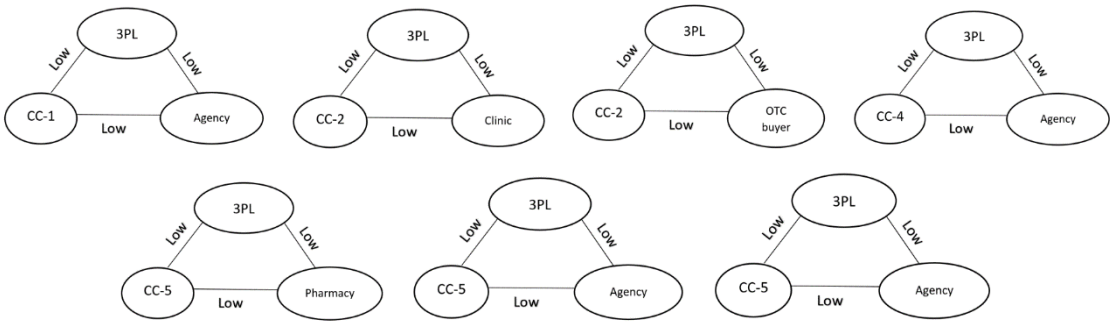 3PL
Low
Low
CC-1
Agency
Low
3PL
Low
Low
CC-2
Clinic
Low
3PL
Low
Low
CC-2
OTC
buyer
Low
3PL
Low
Low
CC-4
Agency
Low
3PL
Low
Low
CC-5
Pharmacy
Low
3PL
Low
Low
CC-5
Agency
Low
3PL
Low
Low
CC-5
Agency
Low